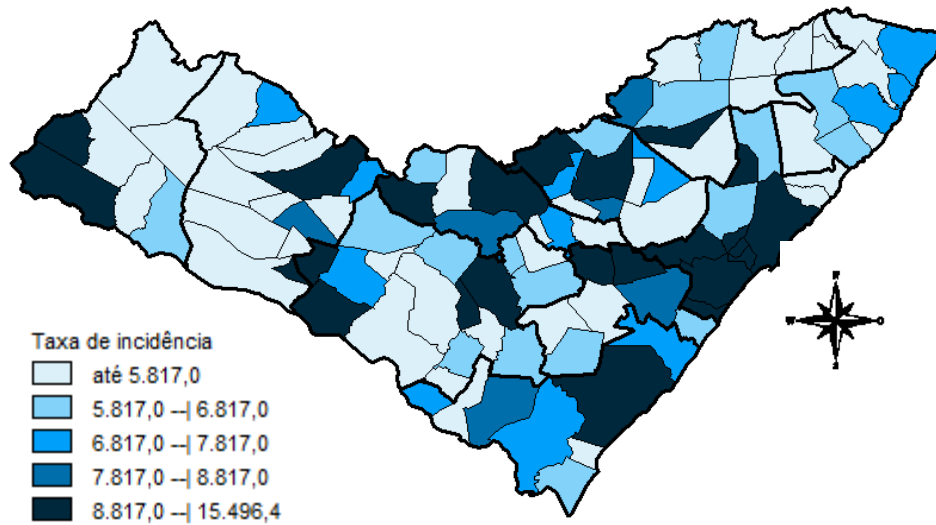 Taxa de incidência
até 5.817,0
5.817,0 --| 6.817,0
6.817,0 --| 7.817,0
7.817,0 --| 8.817,0
8.817,0 --| 15.496,4
W
O